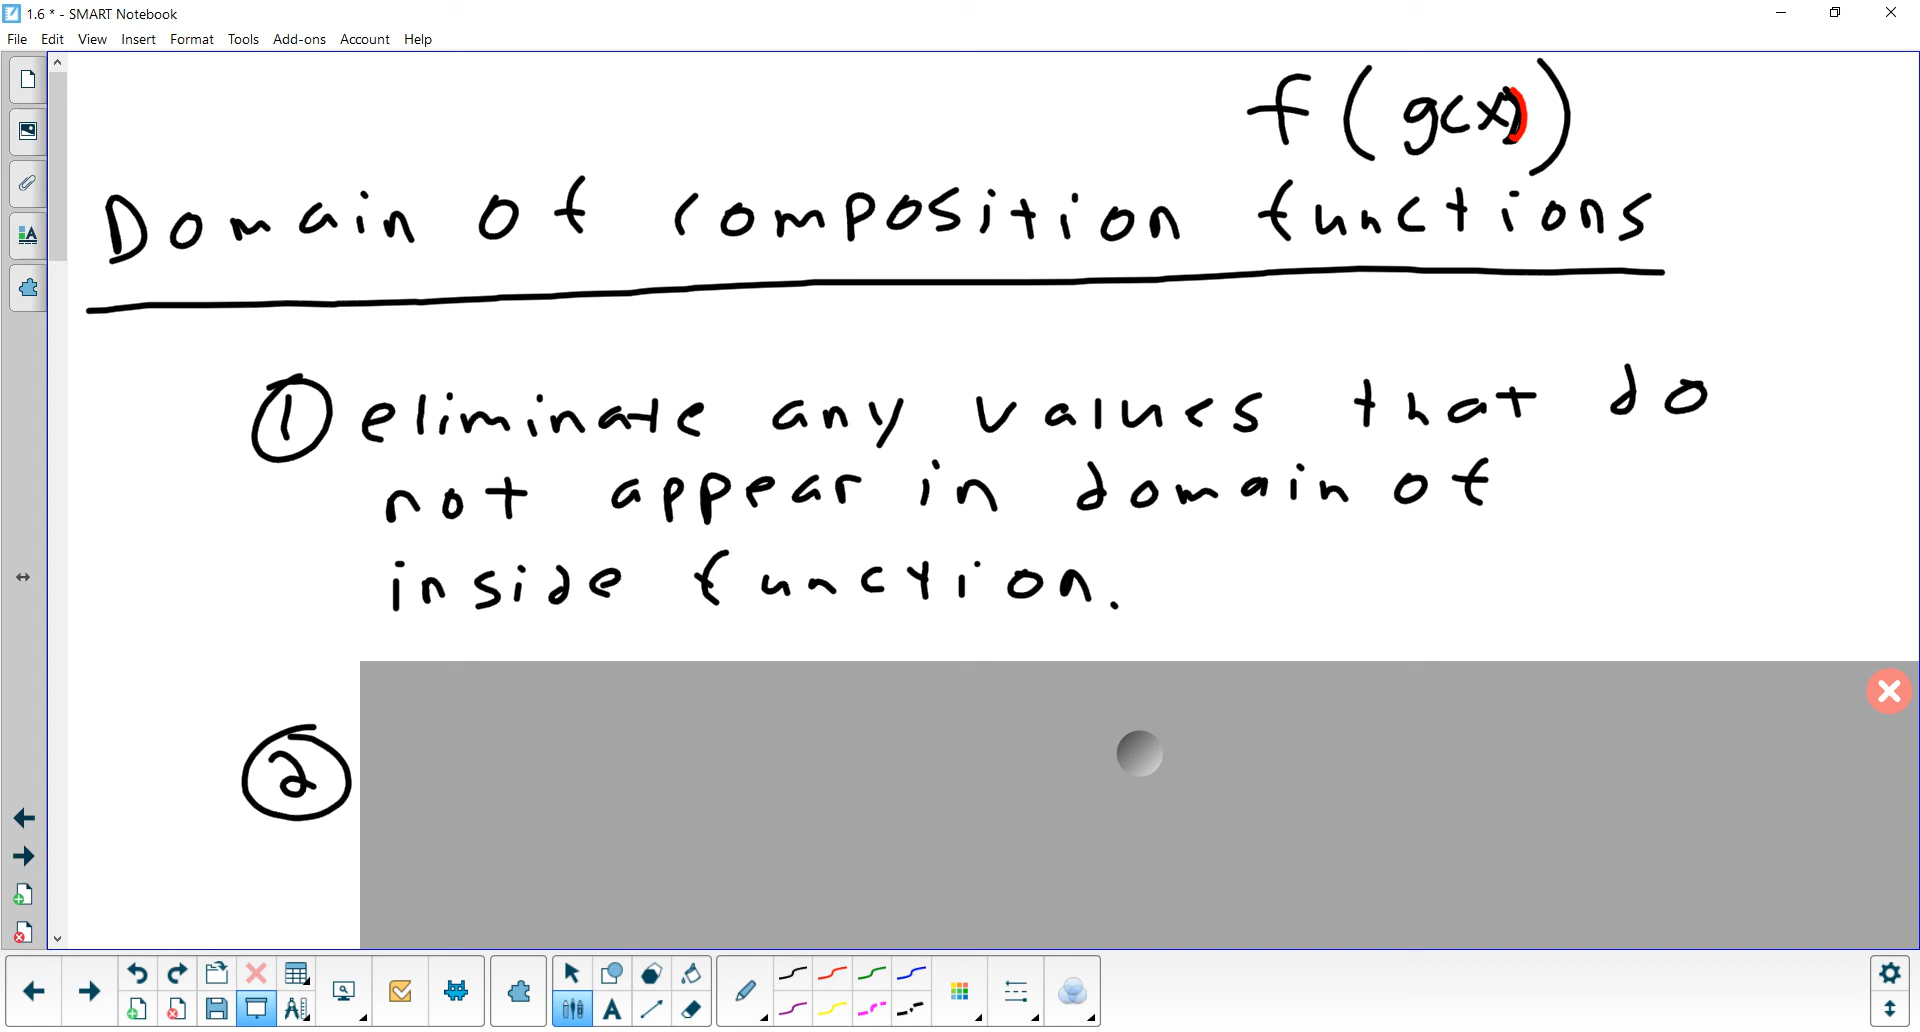 1.6 * - SMART Notebook
File Edit View Insert Format Tools Add-ons Account Help
f(g(x))
Domain of composition functions
① eliminate any values that do
not appear in domain of
inside function.
②